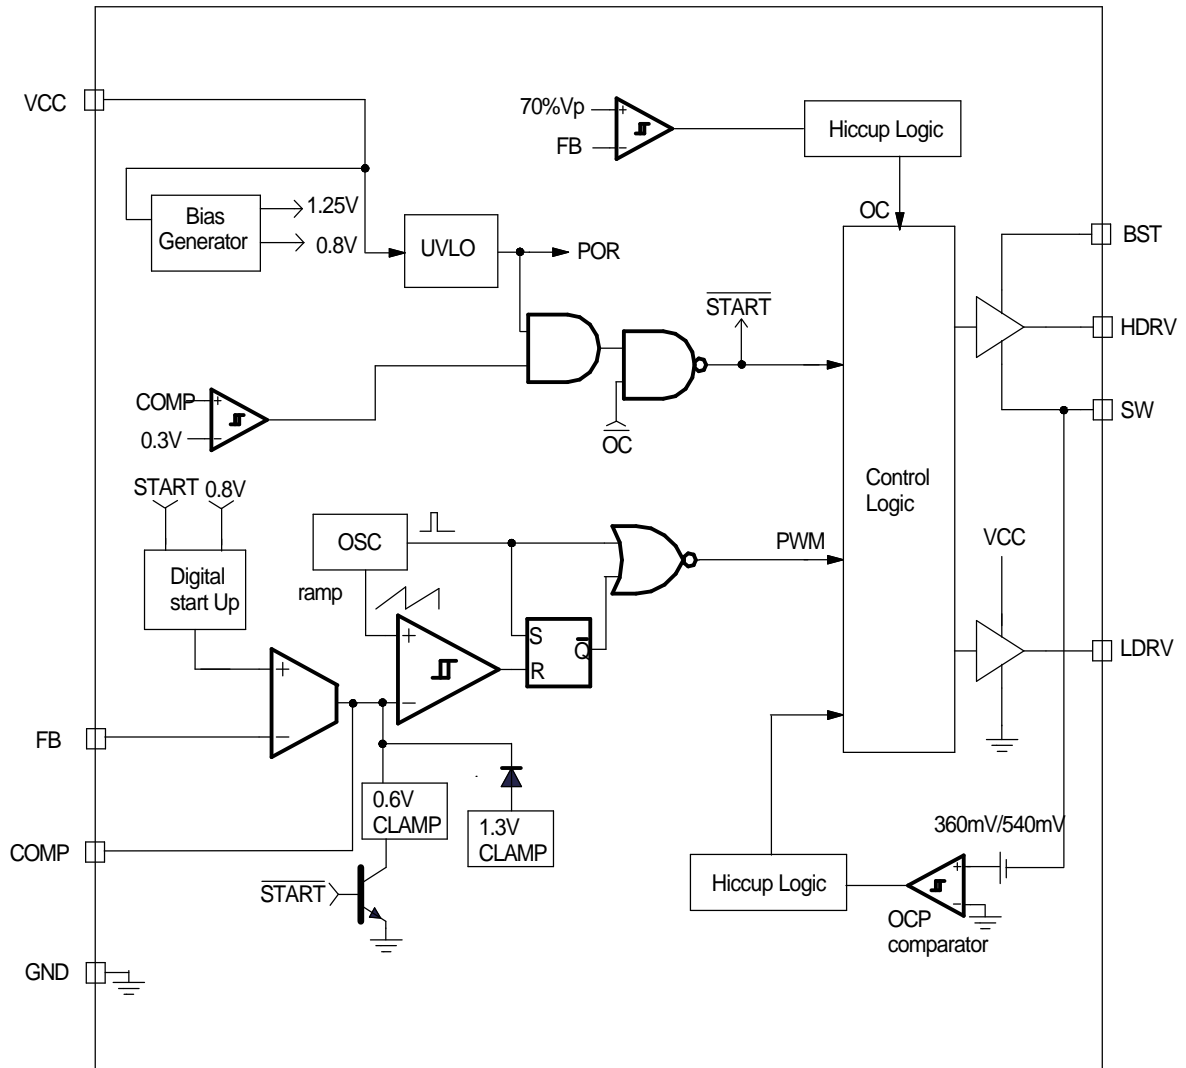 VCC
70%Vp
FB
+
−
Hiccup Logic
OC
Bias
Generator
1.25V
0.8V
UVLO
POR
BST
START
HDRV
COMP
0.3V
+
−
OC
SW
START 0.8V
Control
Logic
OSC
PWM
VCC
Digital
start Up
ramp
+
S
Q
R
−
LDRV
+
−
FB
0.6V
CLAMP
1.3V
CLAMP
360mV/540mV
COMP
START
Hiccup Logic
+
−
OCP
comparator
GND